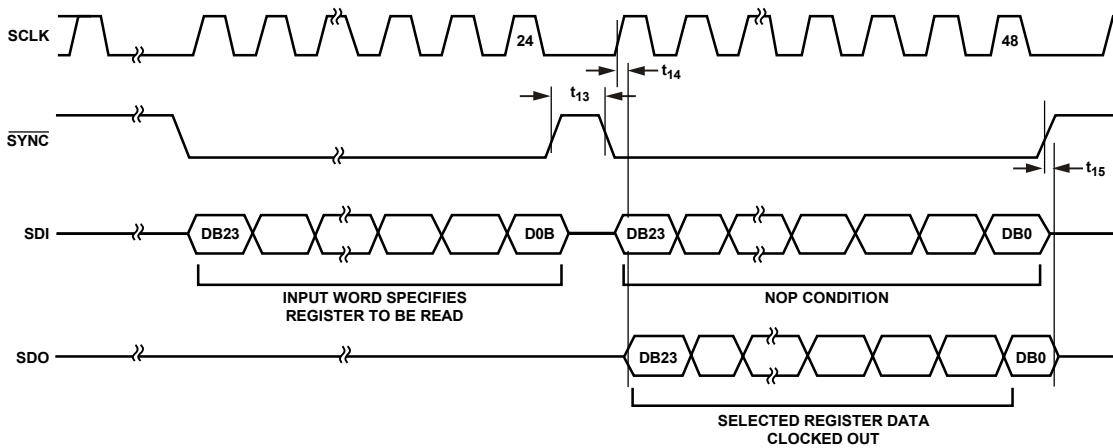 SCLK
24
48
t14
t13
SYNC
t15
SDI
DB23
D0B
DB23
DB0
INPUT WORD SPECIFIES
REGISTER TO BE READ
NOP CONDITION
SDO
DB23
DB0
SELECTED REGISTER DATA
CLOCKED OUT